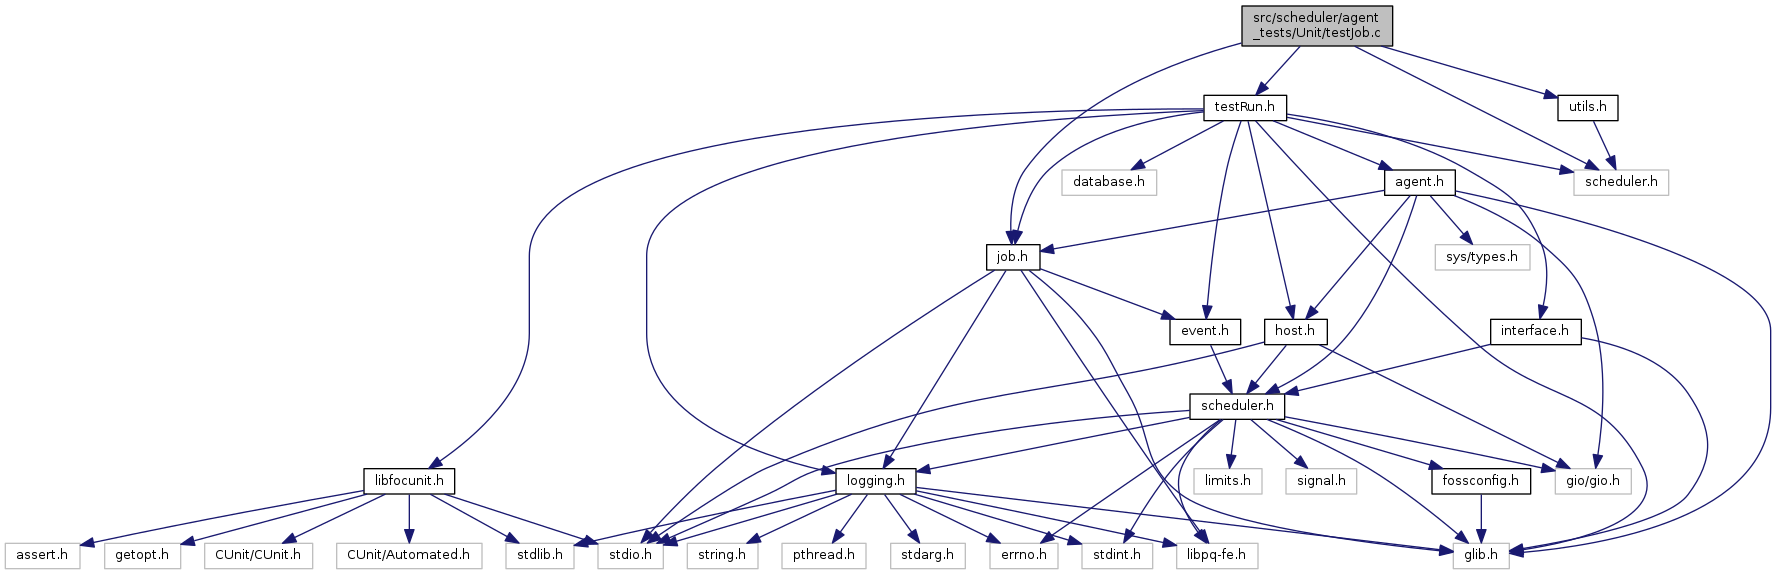 src/scheduler/agent
_tests/Unit/testJob.c
testRun.h
utils.h
database.h
agent.h
scheduler.h
job.h
sys/types.h
event.h
host.h
interface.h
scheduler.h
libfocunit.h
logging.h
limits.h
signal.h
fossconfig.h
gio/gio.h
assert.h
getopt.h
CUnit/CUnit.h
CUnit/Automated.h
stdlib.h
stdio.h
string.h
pthread.h
stdarg.h
errno.h
stdint.h
libpq-fe.h
glib.h